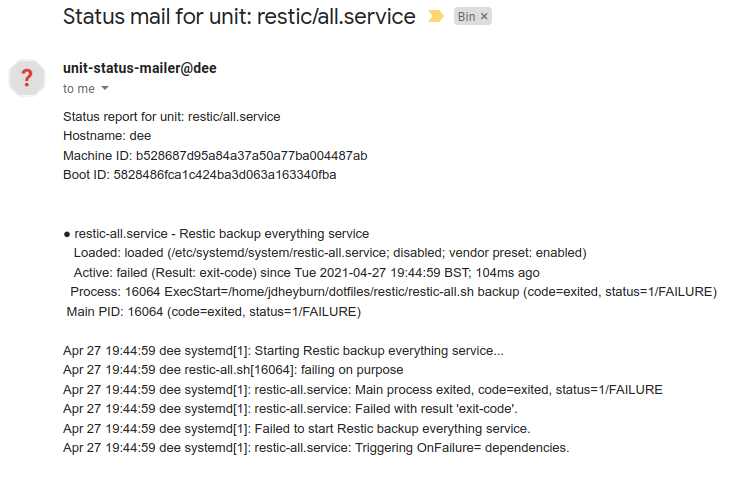 Status mail for unit: restic/all.service Bin ×
?
unit-status-mailer@dee
to me
Status report for unit: restic/all.service
Hostname: dee
Machine ID: b528687d95a84a37a50a77ba004487ab
Boot ID: 5828486fca1c424ba3d063a163340fba
● restic-all.service - Restic backup everything service
Loaded: loaded (/etc/systemd/system/restic-all.service; disabled; vendor preset: enabled)
Active: failed (Result: exit-code) since Tue 2021-04-27 19:44:59 BST; 104ms ago
Process: 16064 ExecStart=/home/jdheyburn/dotfiles/restic/restic-all.sh backup (code=exited, status=1/FAILURE)
Main PID: 16064 (code=exited, status=1/FAILURE)
Apr 27 19:44:59 dee systemd[1]: Starting Restic backup everything service...
Apr 27 19:44:59 dee restic-all.sh[16064]: failing on purpose
Apr 27 19:44:59 dee systemd[1]: restic-all.service: Main process exited, code=exited, status=1/FAILURE
Apr 27 19:44:59 dee systemd[1]: restic-all.service: Failed with result 'exit-code'.
Apr 27 19:44:59 dee systemd[1]: Failed to start Restic backup everything service.
Apr 27 19:44:59 dee systemd[1]: restic-all.service: Triggering OnFailure= dependencies.